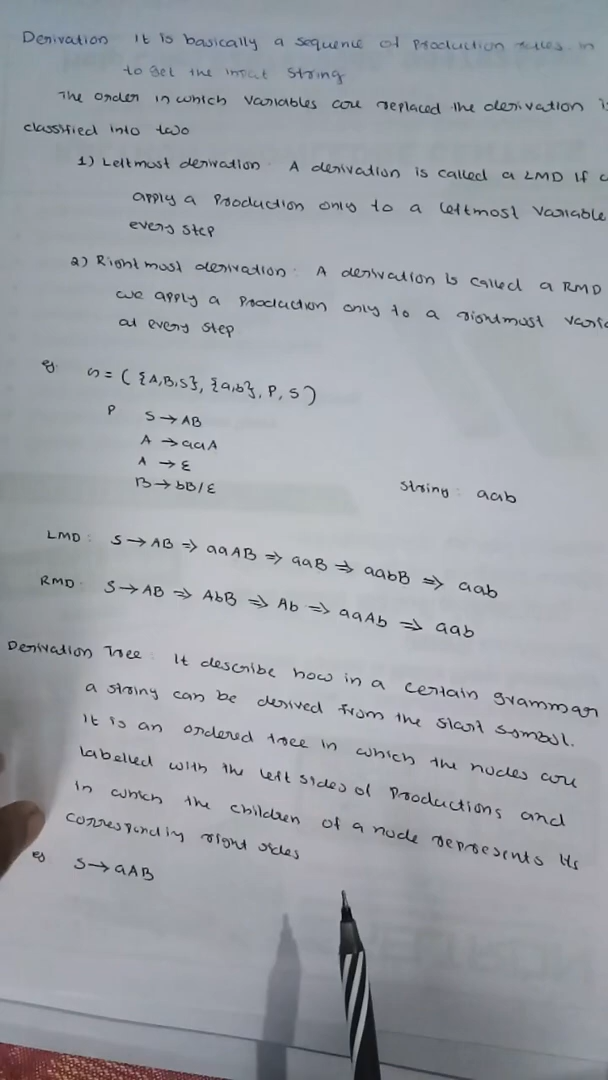 Derivation It is basically a sequence of production rules in
to get the input string
The order in which variables are replaced the derivation is
classified into two
1) Leftmost derivation. A derivation is called a LMD if
apply a production only to a leftmost variable
every step
2) Rightmost derivation: A derivation is called a RMD
we apply a production only to a rightmost
at every step
eg. G = ( {A,B,S}, {a,b}, P, S )
P S → AB
A → aaA
A → ε
B → bB/ε
String: aab
LMD: S → AB ⇒ aaAB ⇒ aaB ⇒ aabB ⇒ aab
RMD: S → AB ⇒ AbB ⇒ Ab ⇒ aaAb ⇒ aab
Derivation Tree: It describe how in a certain grammar
a string can be derived from the start symbol.
It is an ordered tree in which the nodes are
labelled with the left sides of productions and
in which the children of a node represents its
corresponding right sides
eg S → aAB